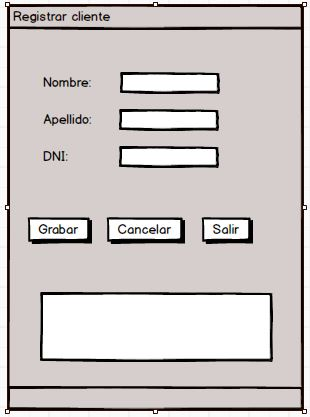 Registrar cliente
Nombre:
Apellido:
DNI:
Grabar Cancelar Salir